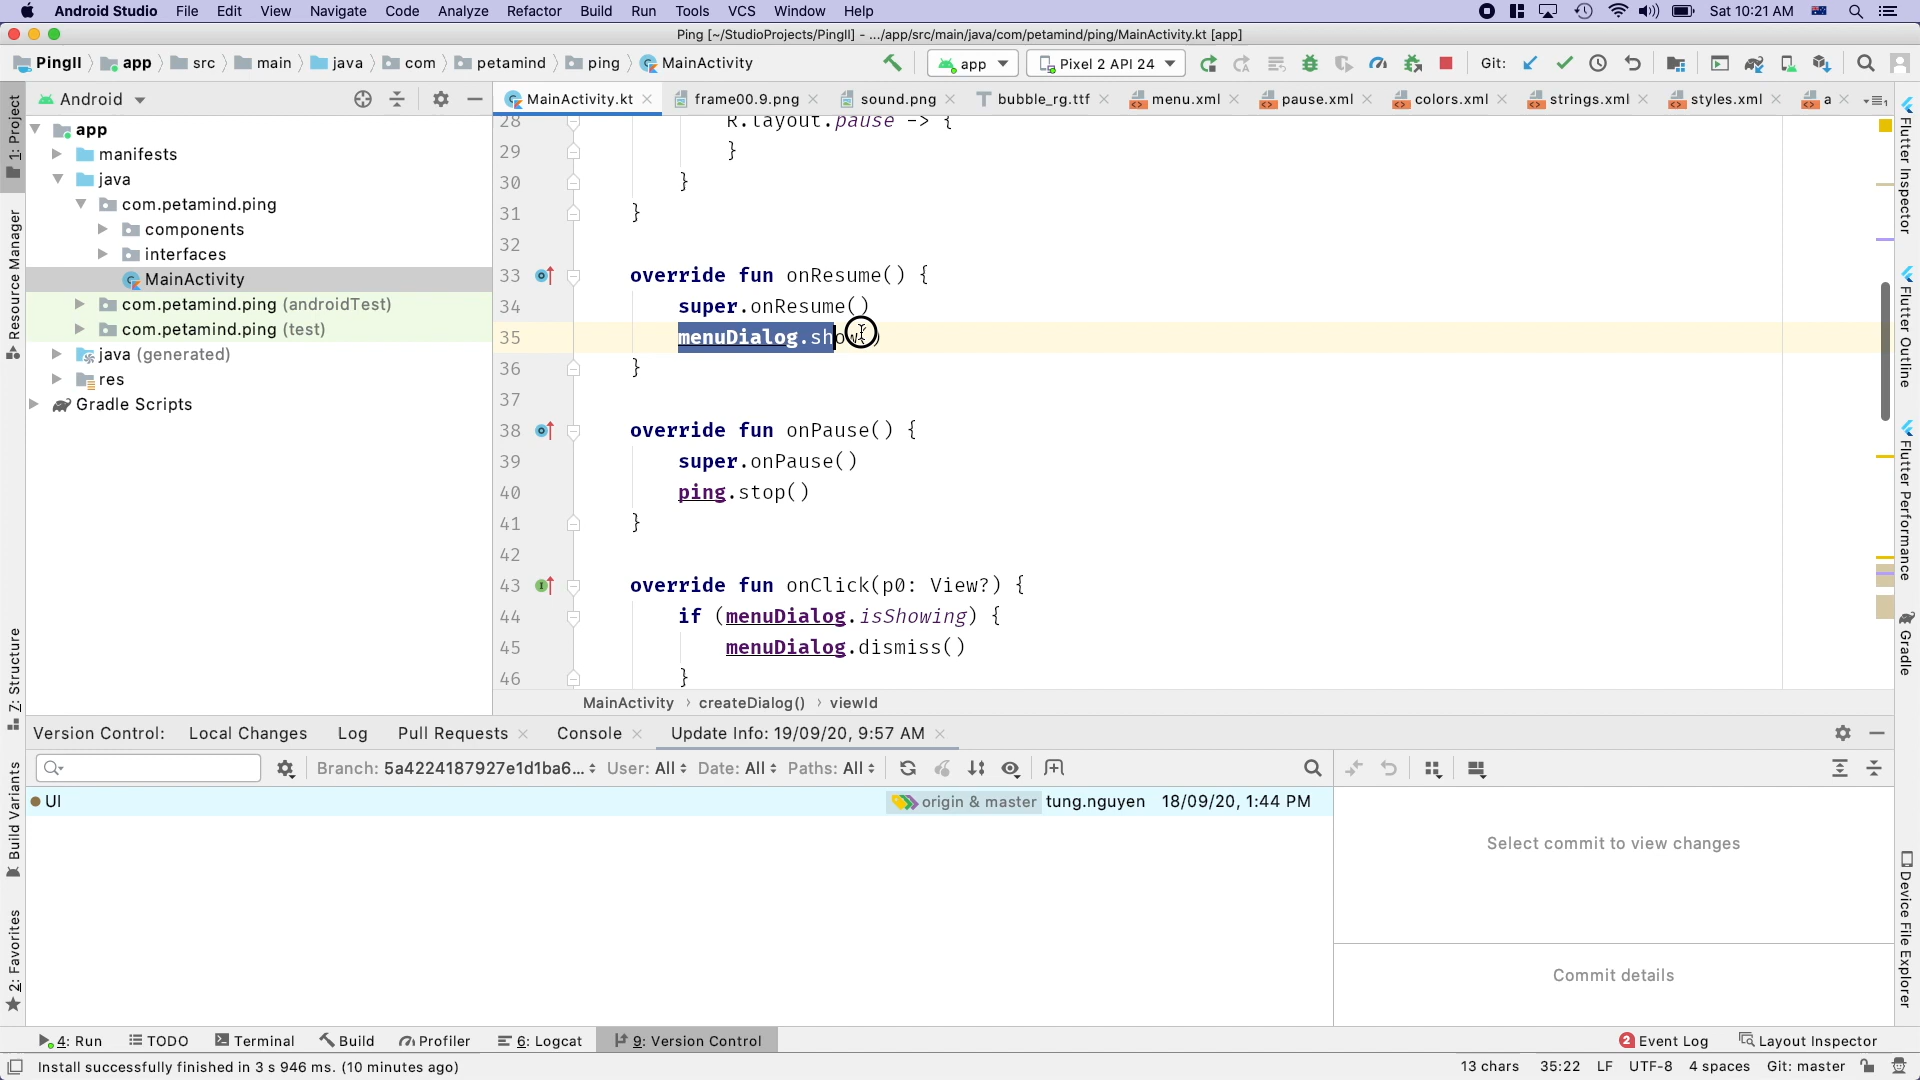 Android Studio File Edit View Navigate Code Analyze Refactor Build Run Tools VCS Window Help Sat 10:21 AM
Ping [~/StudioProjects/PingII] - .../app/src/main/java/com/petamind/ping/MainActivity.kt [app]
PingII app src main java com petamind ping MainActivity app Pixel 2 API 24 Git:
Android MainActivity.kt frame00.9.png sound.png bubble_rg.ttf menu.xml pause.xml colors.xml strings.xml styles.xml a
1: Project
Resource Manager
7: Structure
Build Variants
2: Favorites
app
manifests
java
com.petamind.ping
components
interfaces
MainActivity
com.petamind.ping (androidTest)
com.petamind.ping (test)
java (generated)
res
Gradle Scripts
28 R.layout.pause -> {
29 }
30 }
31 }
32
33 override fun onResume() {
34 super.onResume()
35 menuDialog.show()
36 }
37
38 override fun onPause() {
39 super.onPause()
40 ping.stop()
41 }
42
43 override fun onClick(p0: View?) {
44 if (menuDialog.isShowing) {
45 menuDialog.dismiss()
46 }
MainActivity › createDialog() › viewId
Flutter Inspector
Flutter Outline
Flutter Performance
Gradle
Device File Explorer
Version Control: Local Changes Log Pull Requests Console Update Info: 19/09/20, 9:57 AM
Branch: 5a4224187927e1d1ba6... User: All Date: All Paths: All
UI origin & master tung.nguyen 18/09/20, 1:44 PM
Select commit to view changes
Commit details
4: Run TODO Terminal Build Profiler 6: Logcat 9: Version Control 2 Event Log Layout Inspector
Install successfully finished in 3 s 946 ms. (10 minutes ago) 13 chars 35:22 LF UTF-8 4 spaces Git: master